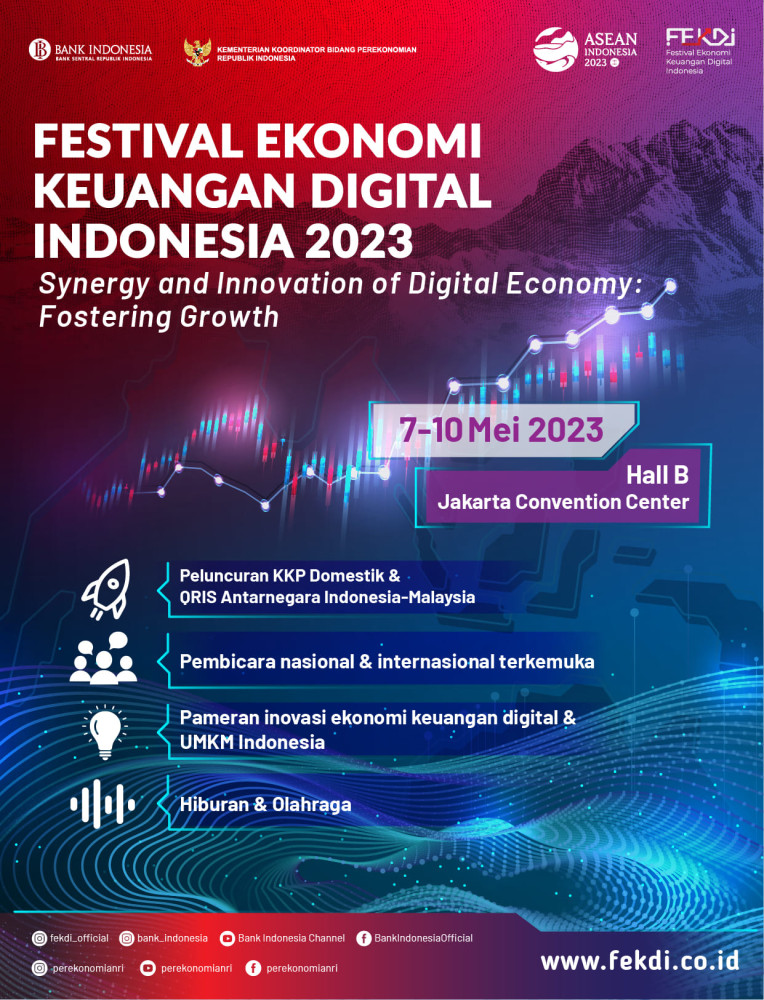 BANK INDONESIA
BANK SENTRAL REPUBLIK INDONESIA
KEMENTERIAN KOORDINATOR BIDANG PEREKONOMIAN
REPUBLIK INDONESIA
ASEAN
INDONESIA
2023
FEKDI
Festival Ekonomi
Keuangan Digital
Indonesia
FESTIVAL EKONOMI
KEUANGAN DIGITAL
INDONESIA 2023
Synergy and Innovation of Digital Economy:
Fostering Growth
7-10 Mei 2023
Hall B
Jakarta Convention Center
Peluncuran KKP Domestik &
QRIS Antarnegara Indonesia-Malaysia
Pembicara nasional & internasional terkemuka
Pameran inovasi ekonomi keuangan digital &
UMKM Indonesia
Hiburan & Olahraga
fekdi_official bank_indonesia Bank Indonesia Channel BankIndonesiaOfficial
perekonomianri perekonomianri perekonomianri
www.fekdi.co.id